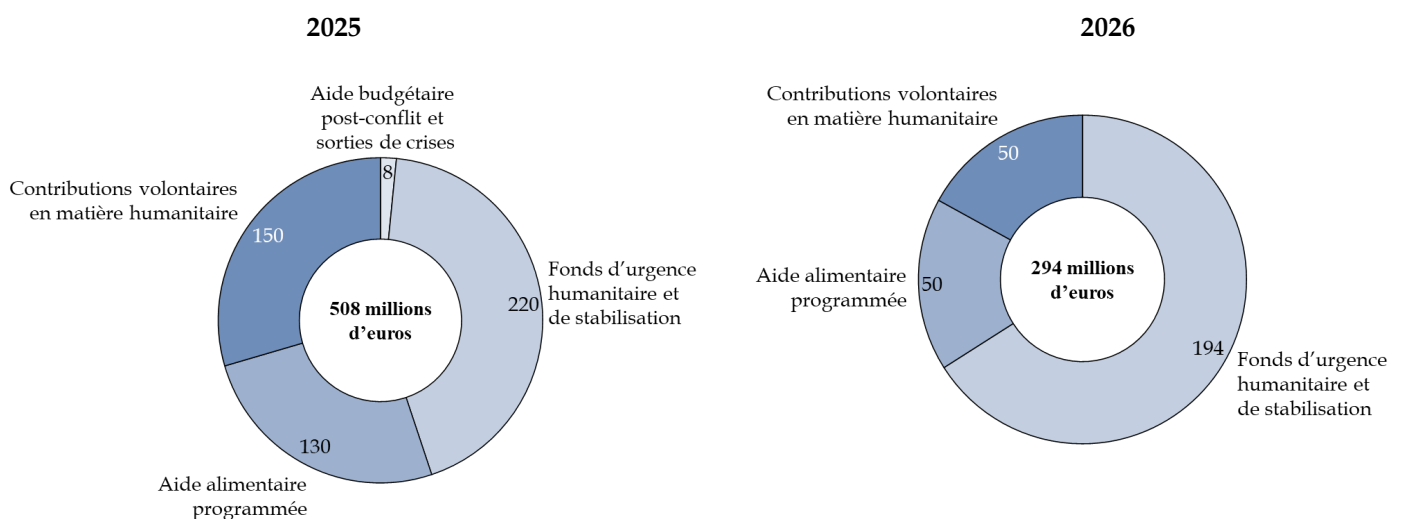 2025
Aide budgétaire
post-conflit et
sorties de crises
8
Contributions volontaires
en matière humanitaire
150
Fonds d’urgence
humanitaire et
de stabilisation
220
508 millions
d’euros
130
Aide alimentaire
programmée
2026
Contributions volontaires
en matière humanitaire
50
Aide alimentaire
programmée
50
294 millions
d’euros
194
Fonds d’urgence
humanitaire et
de stabilisation